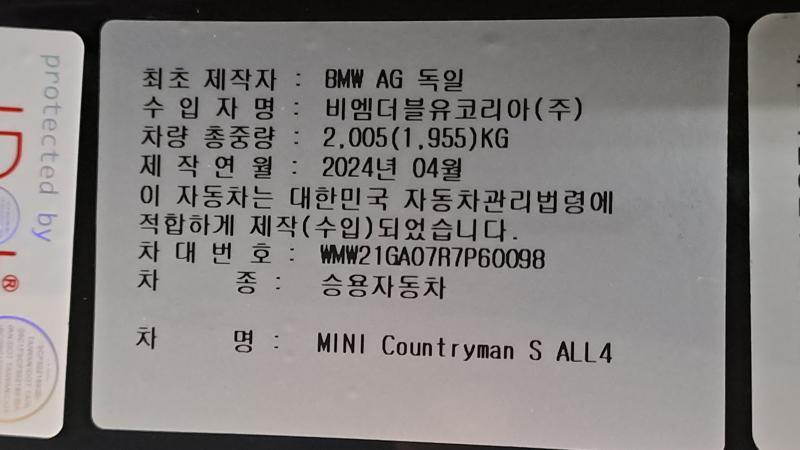 protected by
최초 제작자 : BMW AG 독일
수 입 자 명 : 비엠더블유코리아(주)
차량 총중량 : 2,005(1,955)KG
제 작 연 월 : 2024년 04월
이 자동차는 대한민국 자동차관리법령에
적합하게 제작(수입)되었습니다.
차 대 번 호 : WMW21GA07R7P60098
차 종 : 승용자동차
차 명 : MINI Countryman S ALL4